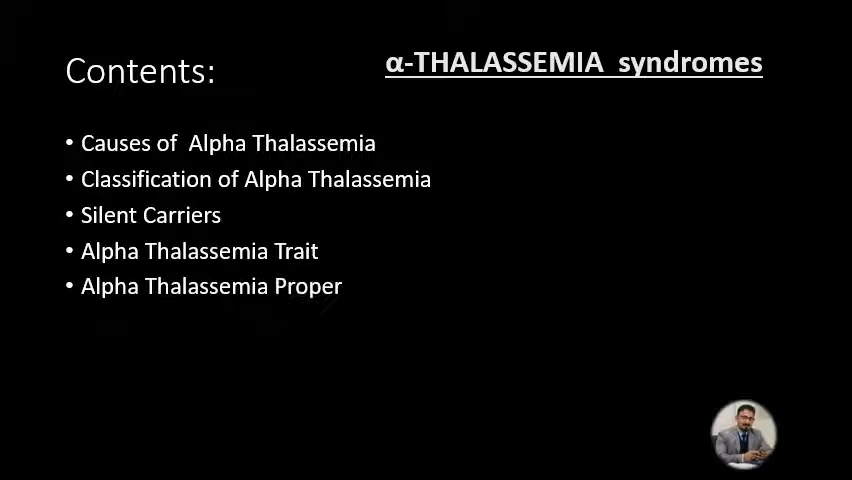 Contents:
α-THALASSEMIA syndromes
• Causes of Alpha Thalassemia
• Classification of Alpha Thalassemia
• Silent Carriers
• Alpha Thalassemia Trait
• Alpha Thalassemia Proper